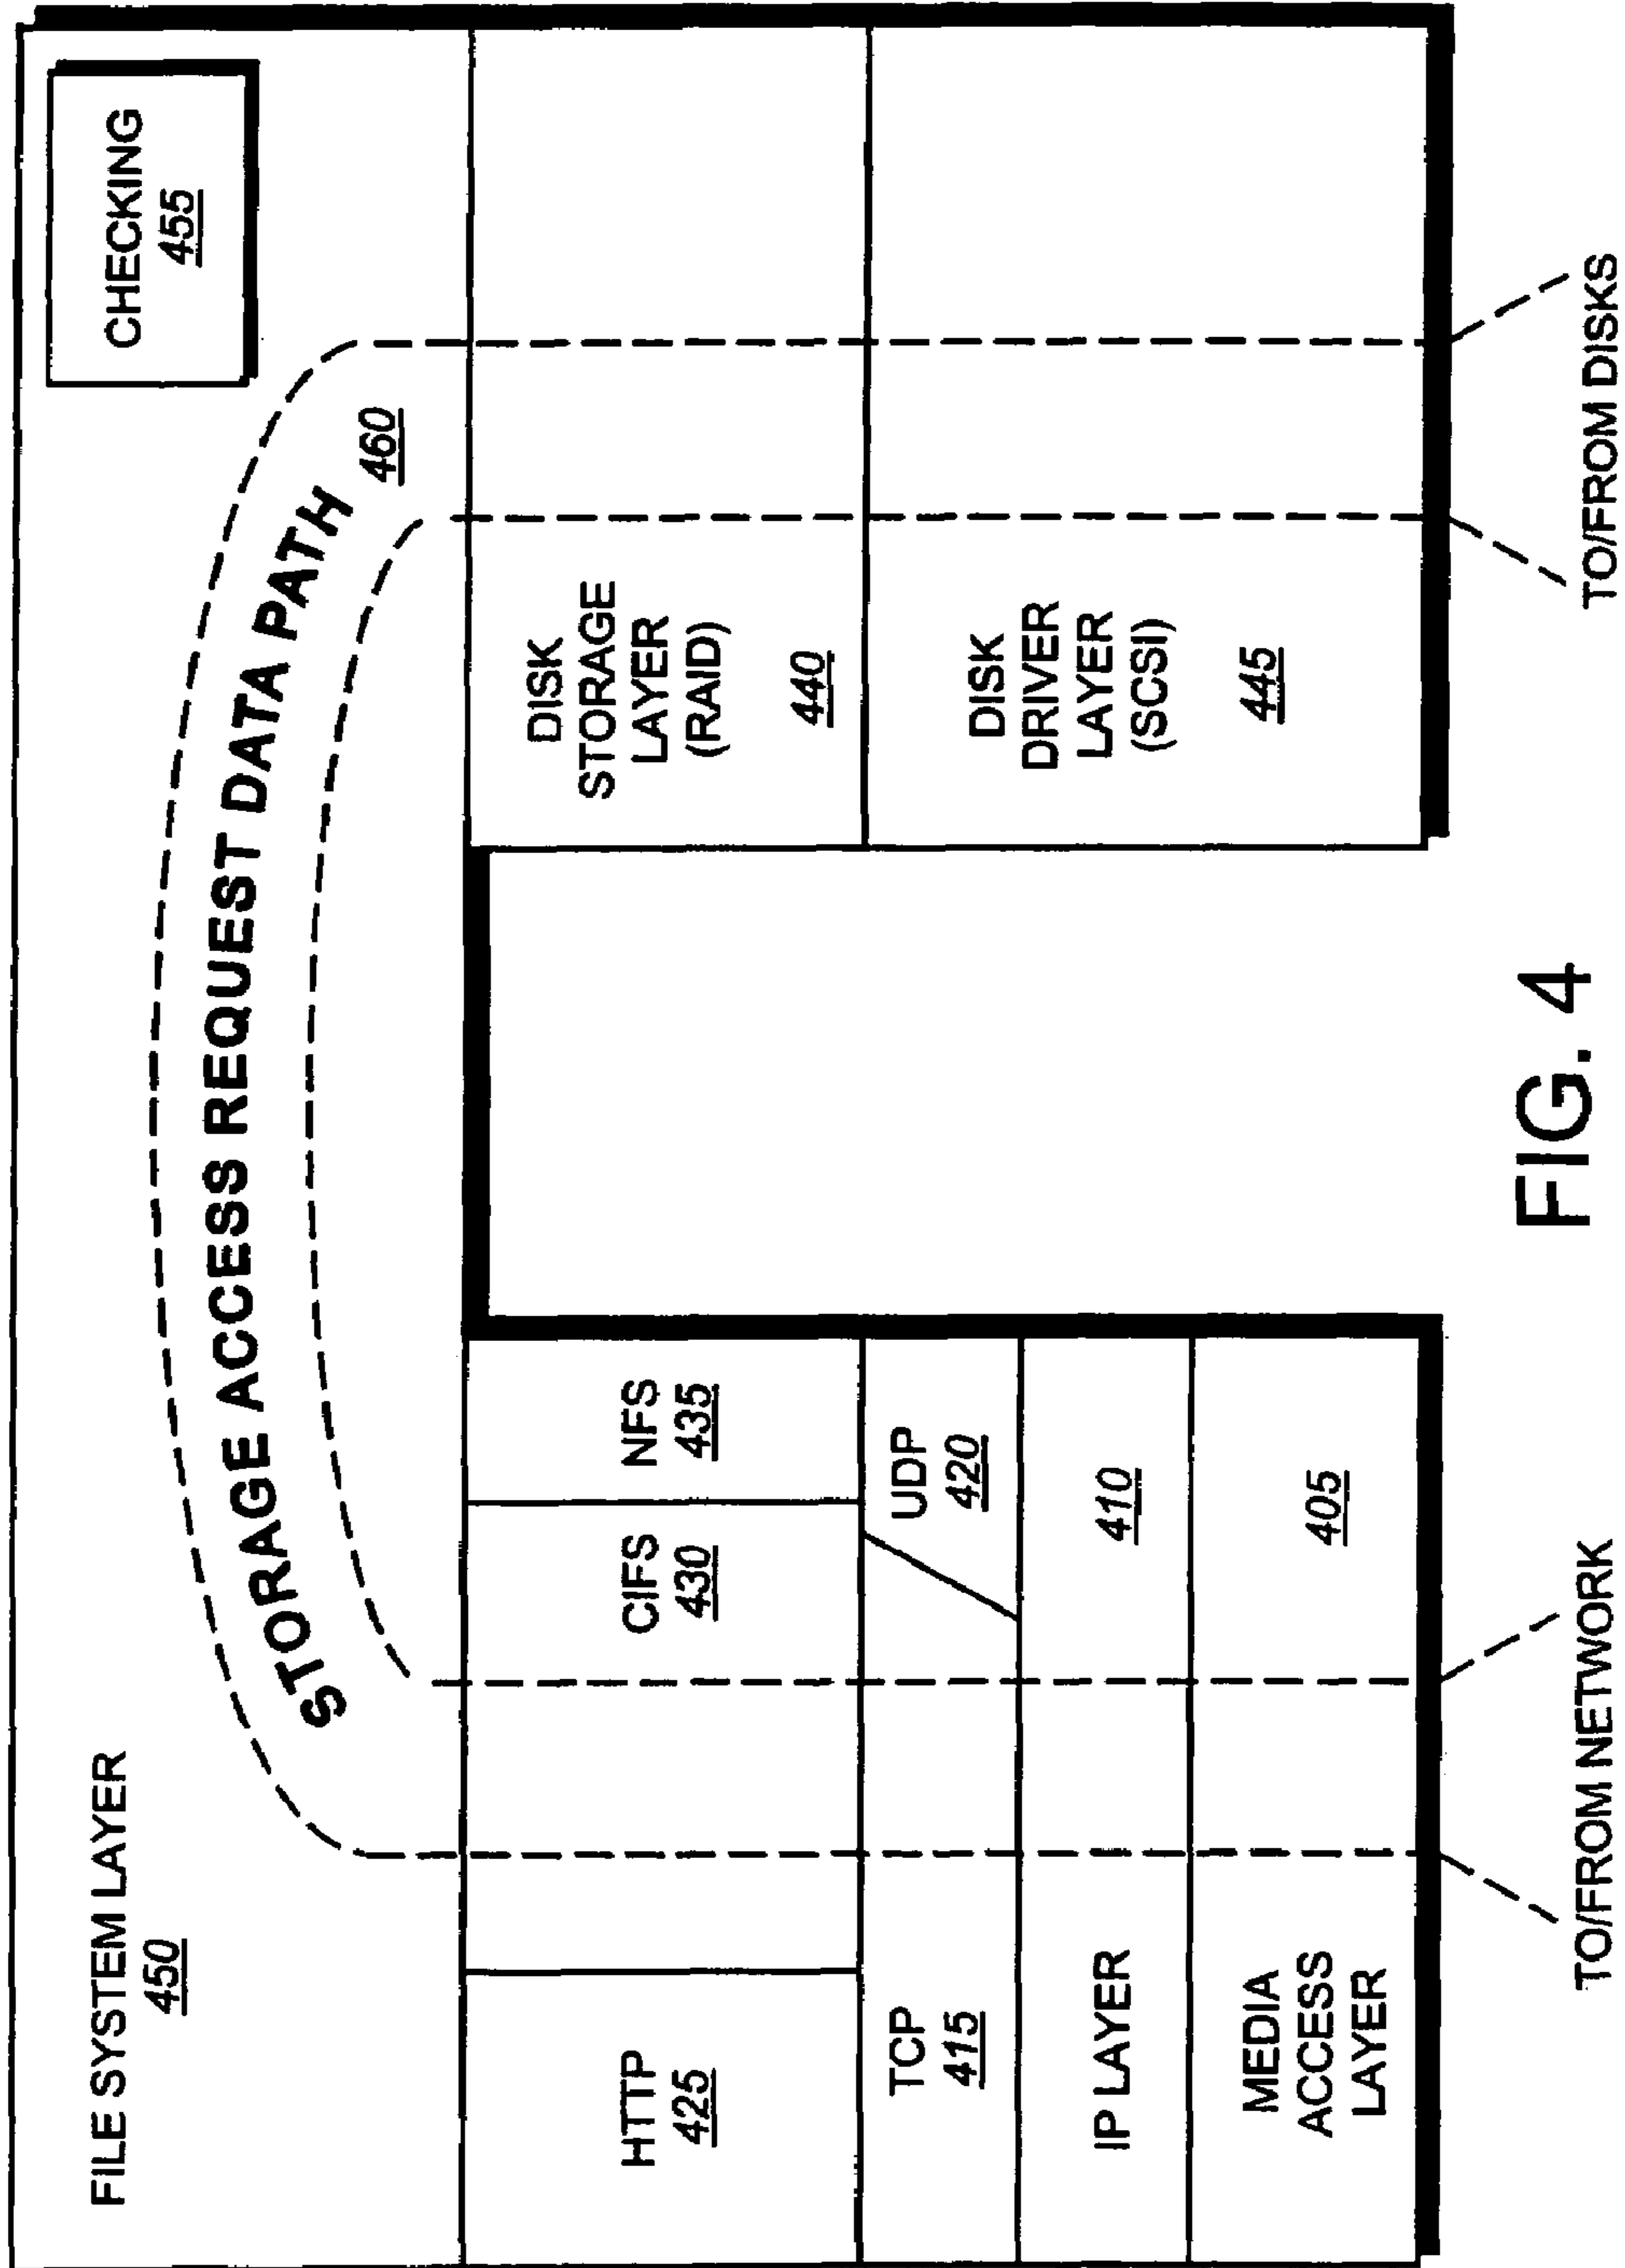 FILE SYSTEM LAYER
450
CHECKING
455
STORAGE ACCESS REQUEST DATA PATH
460
HTTP
425
CIFS
430
NFS
435
TCP
415
UDP
420
IP LAYER
410
MEDIA
ACCESS
LAYER
405
DISK
STORAGE
LAYER
(RAID)
440
DISK
DRIVER
LAYER
(SCSI)
445
TO/FROM NETWORK
TO/FROM DISKS
FIG. 4